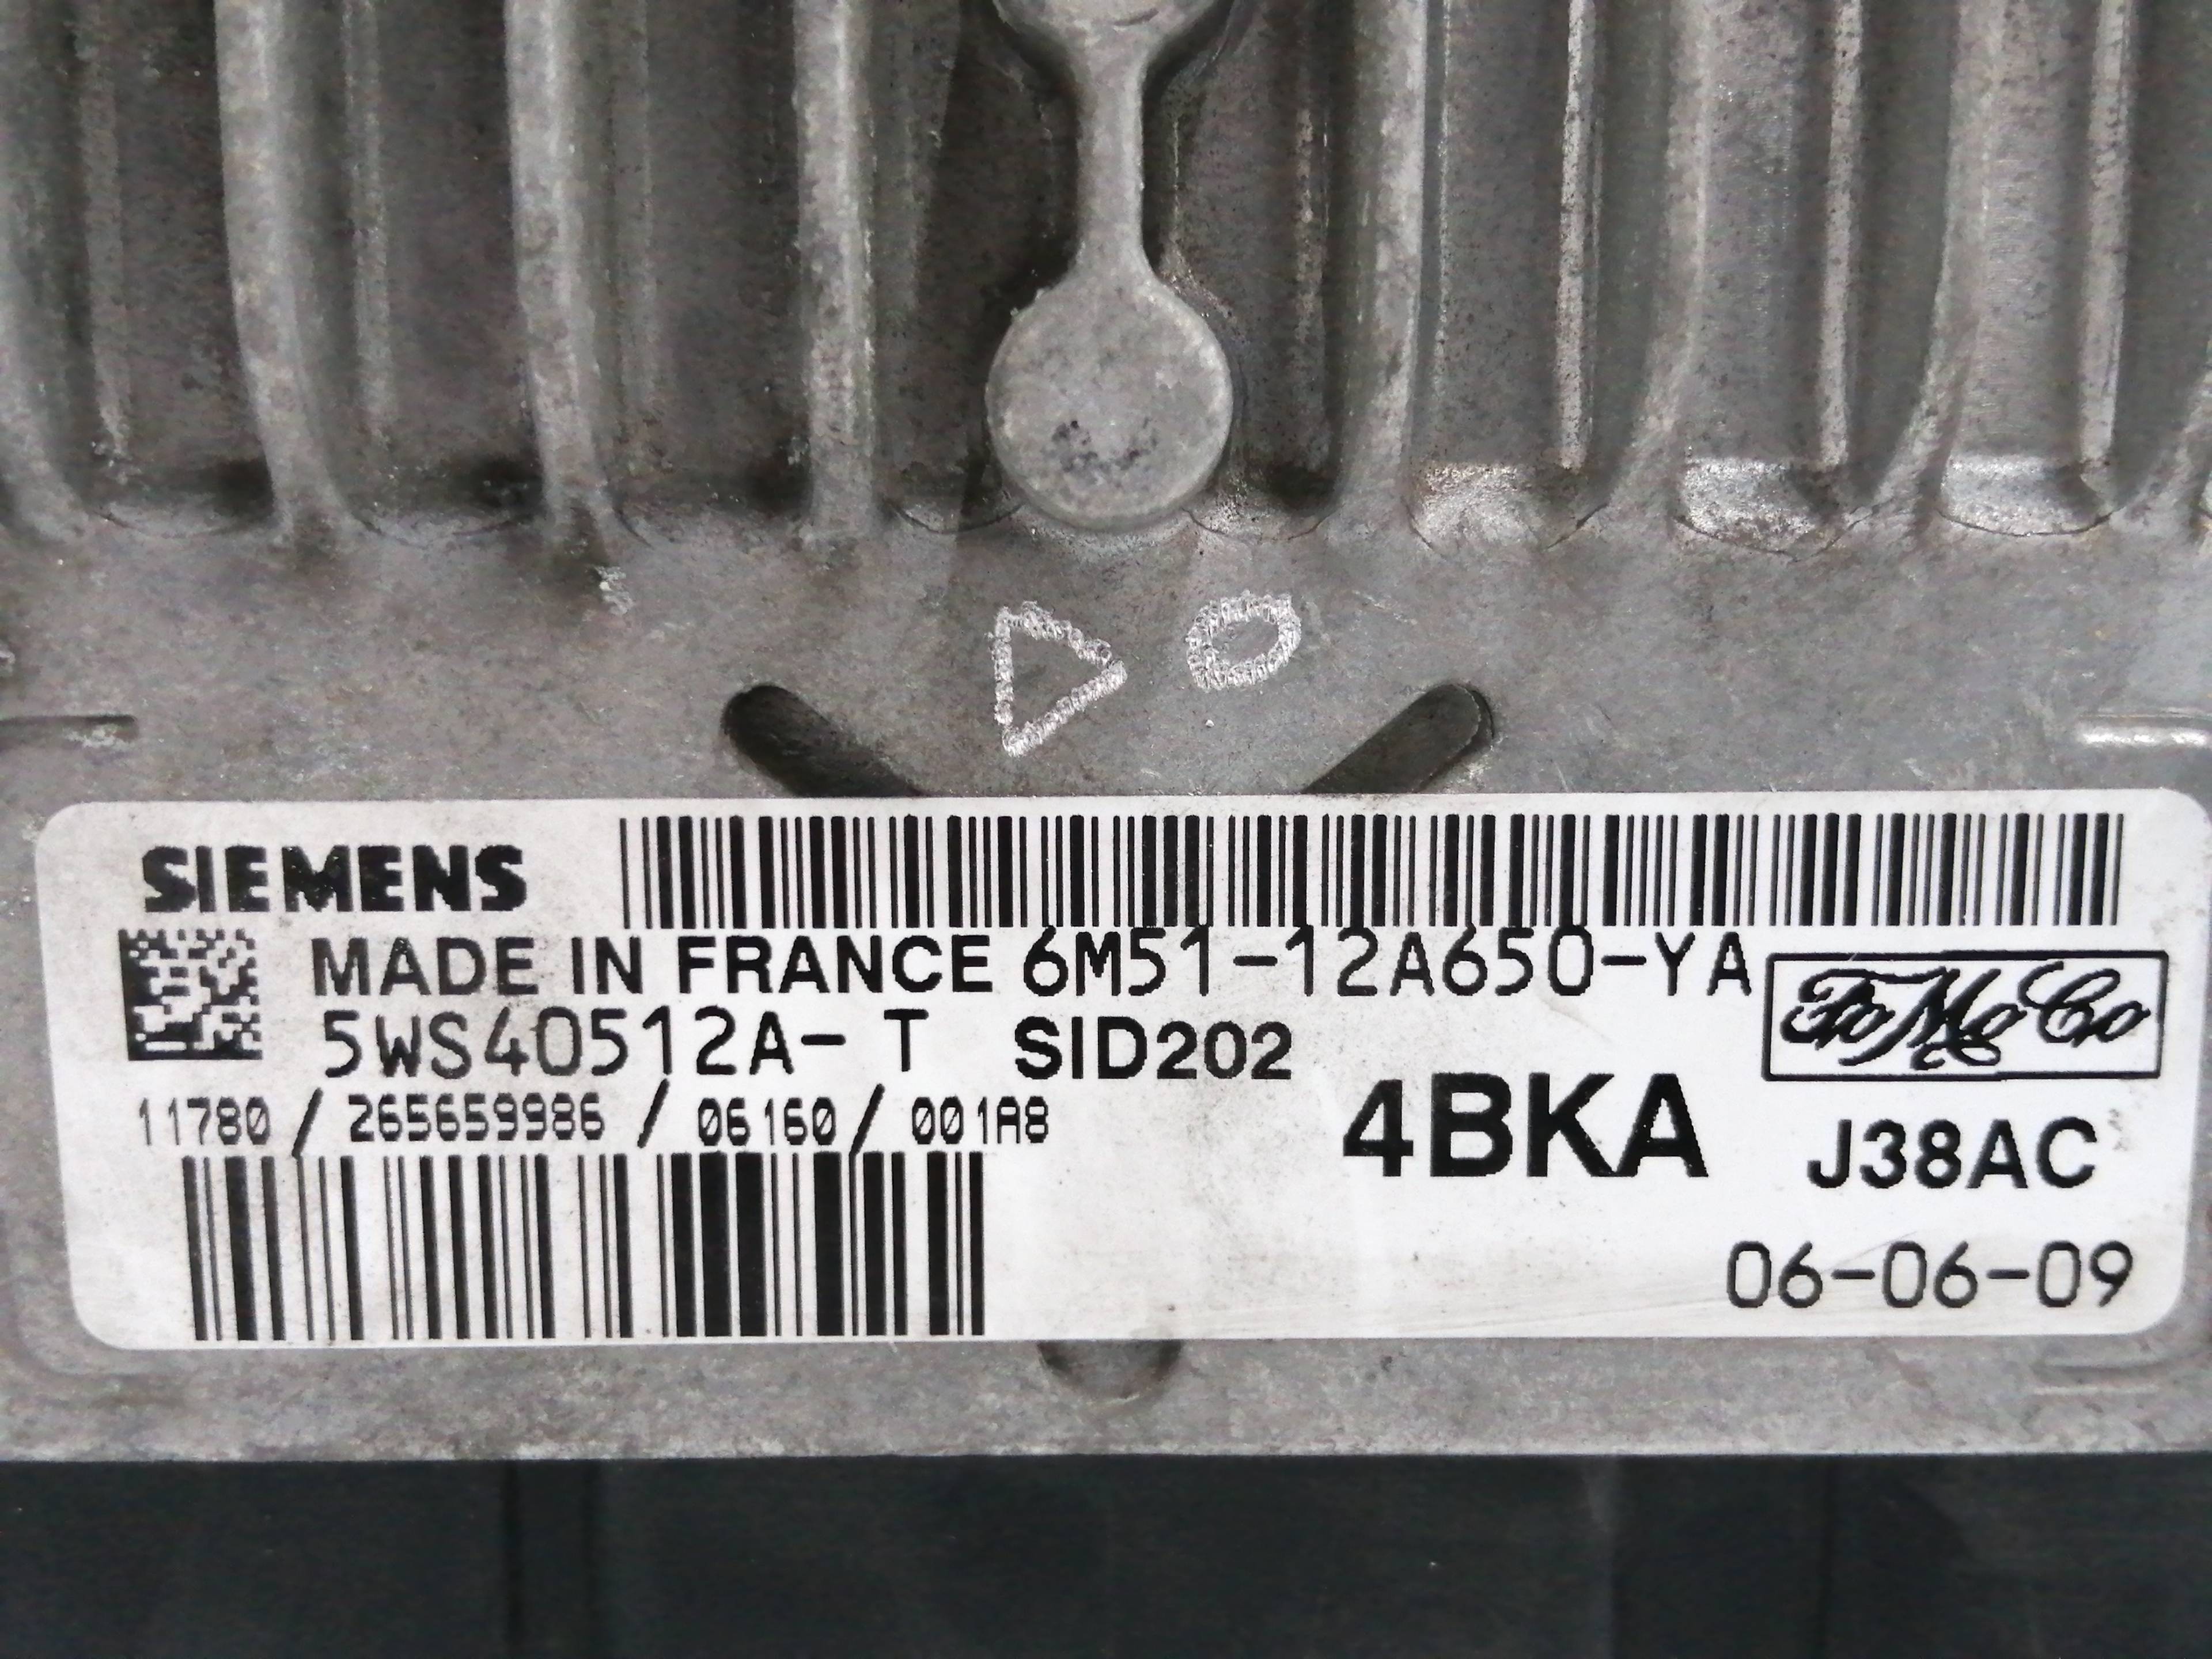 D O
SIEMENS
MADE IN FRANCE 6M51-12A650-YA
FoMoCo
5WS40512A- T SID202
11780 / 265659986 / 06160 / 001A8
4BKA J38AC
06-06-09